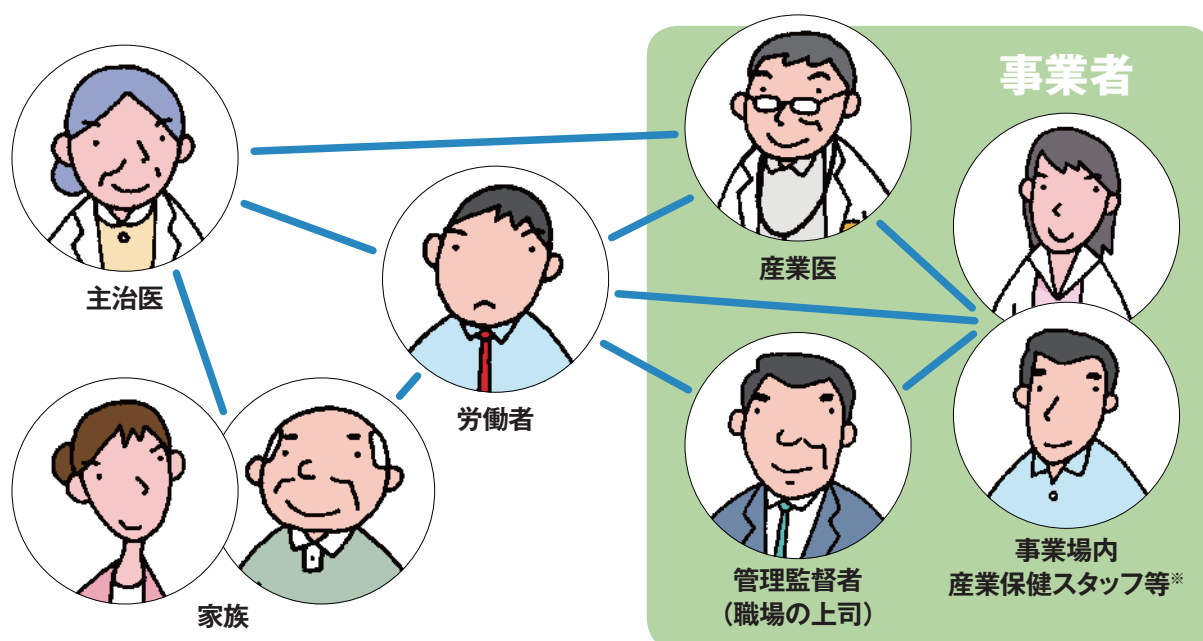 事業者
主治医
産業医
労働者
家族
管理監督者
（職場の上司）
事業場内
産業保健スタッフ等※